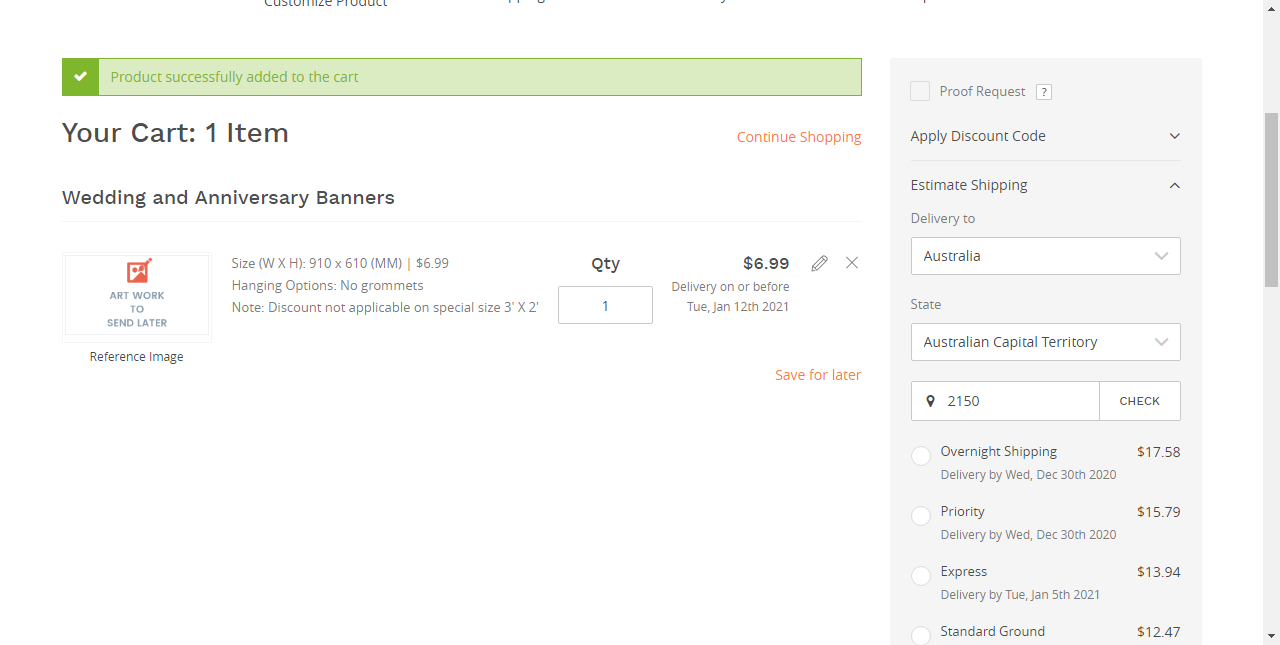 Customize Product
Product successfully added to the cart
Your Cart: 1 Item
Continue Shopping
Wedding and Anniversary Banners
ART WORK
TO
SEND LATER
Reference Image
Size (W X H): 910 x 610 (MM) | $6.99
Hanging Options: No grommets
Note: Discount not applicable on special size 3' X 2'
Qty
1
$6.99
Delivery on or before
Tue, Jan 12th 2021
Save for later
Proof Request ?
Apply Discount Code
Estimate Shipping
Delivery to
Australia
State
Australian Capital Territory
2150 CHECK
Overnight Shipping $17.58
Delivery by Wed, Dec 30th 2020
Priority $15.79
Delivery by Wed, Dec 30th 2020
Express $13.94
Delivery by Tue, Jan 5th 2021
Standard Ground $12.47